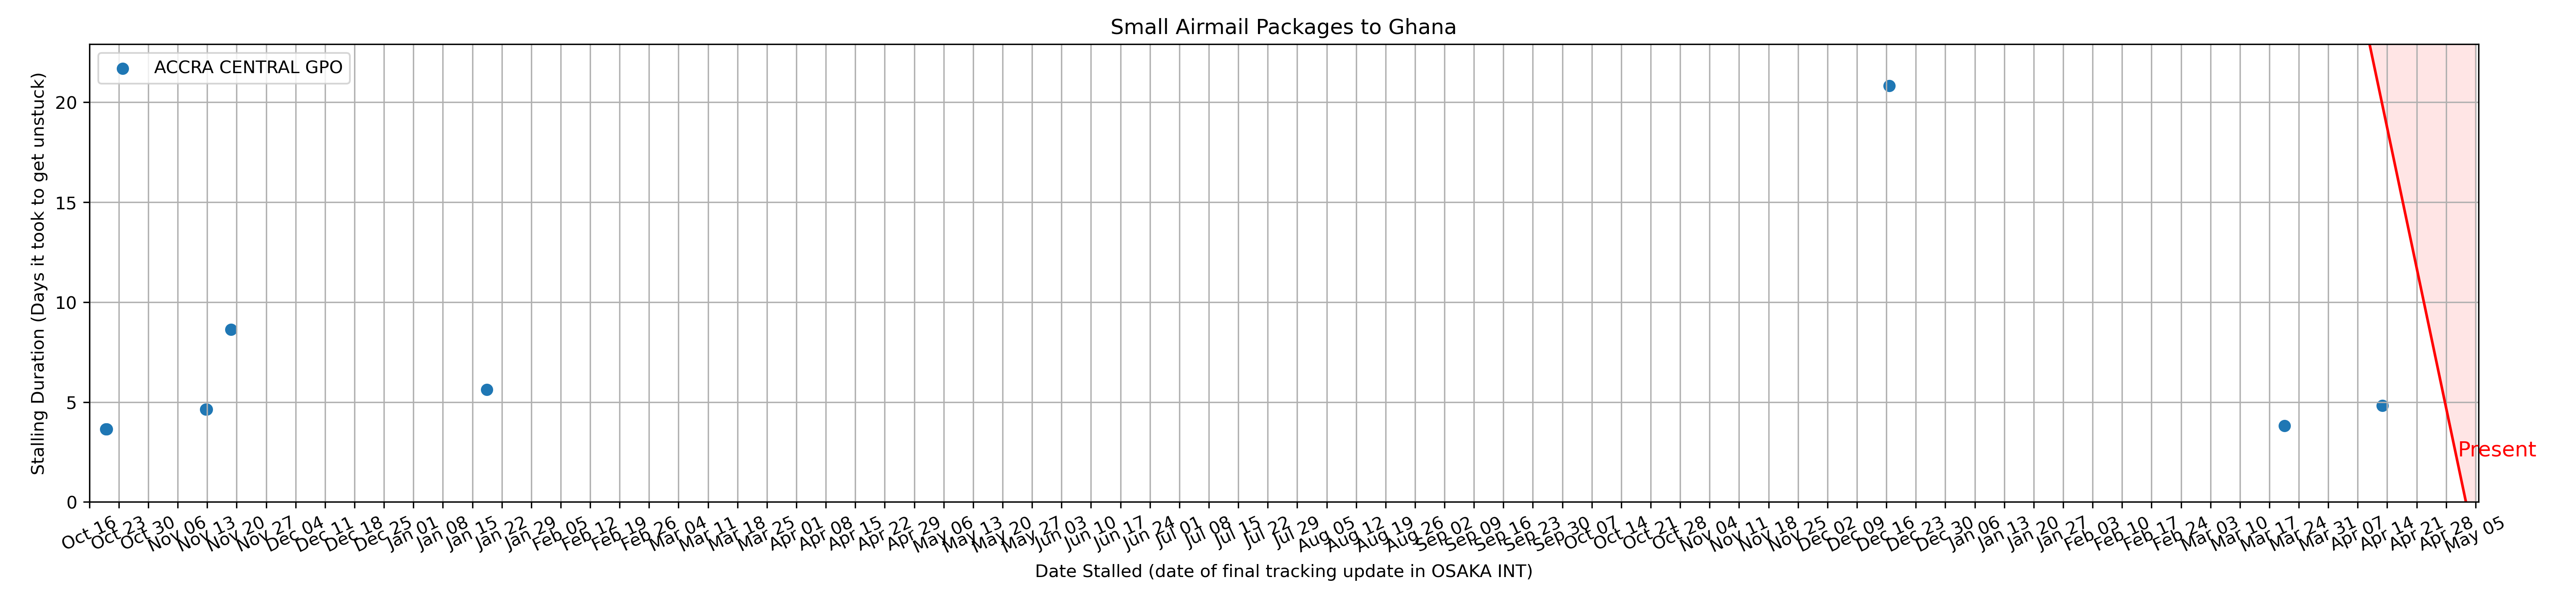 Small Airmail Packages to Ghana
ACCRA CENTRAL GPO
Stalling Duration (Days it took to get unstuck)
20
15
10
5
0
Present
Oct 16
Oct 23
Oct 30
Nov 06
Nov 13
Nov 20
Nov 27
Dec 04
Dec 11
Dec 18
Dec 25
Jan 01
Jan 08
Jan 15
Jan 22
Jan 29
Feb 05
Feb 12
Feb 19
Feb 26
Mar 04
Mar 11
Mar 18
Mar 25
Apr 01
Apr 08
Apr 15
Apr 22
Apr 29
May 06
May 13
May 20
May 27
Jun 03
Jun 10
Jun 17
Jun 24
Jul 01
Jul 08
Jul 15
Jul 22
Jul 29
Aug 05
Aug 12
Aug 19
Aug 26
Sep 02
Sep 09
Sep 16
Sep 23
Sep 30
Oct 07
Oct 14
Oct 21
Oct 28
Nov 04
Nov 11
Nov 18
Nov 25
Dec 02
Dec 09
Dec 16
Dec 23
Dec 30
Jan 06
Jan 13
Jan 20
Jan 27
Feb 03
Feb 10
Feb 17
Feb 24
Mar 03
Mar 10
Mar 17
Mar 24
Mar 31
Apr 07
Apr 14
Apr 21
Apr 28
May 05
Date Stalled (date of final tracking update in OSAKA INT)